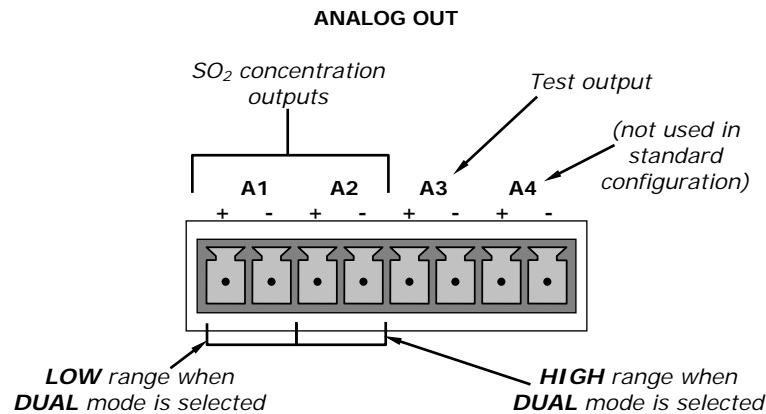 ANALOG OUT
SO₂ concentration
outputs
Test output
(not used in
standard
configuration)
A1 A2 A3 A4
+ - + - + - + -
LOW range when
DUAL mode is selected
HIGH range when
DUAL mode is selected